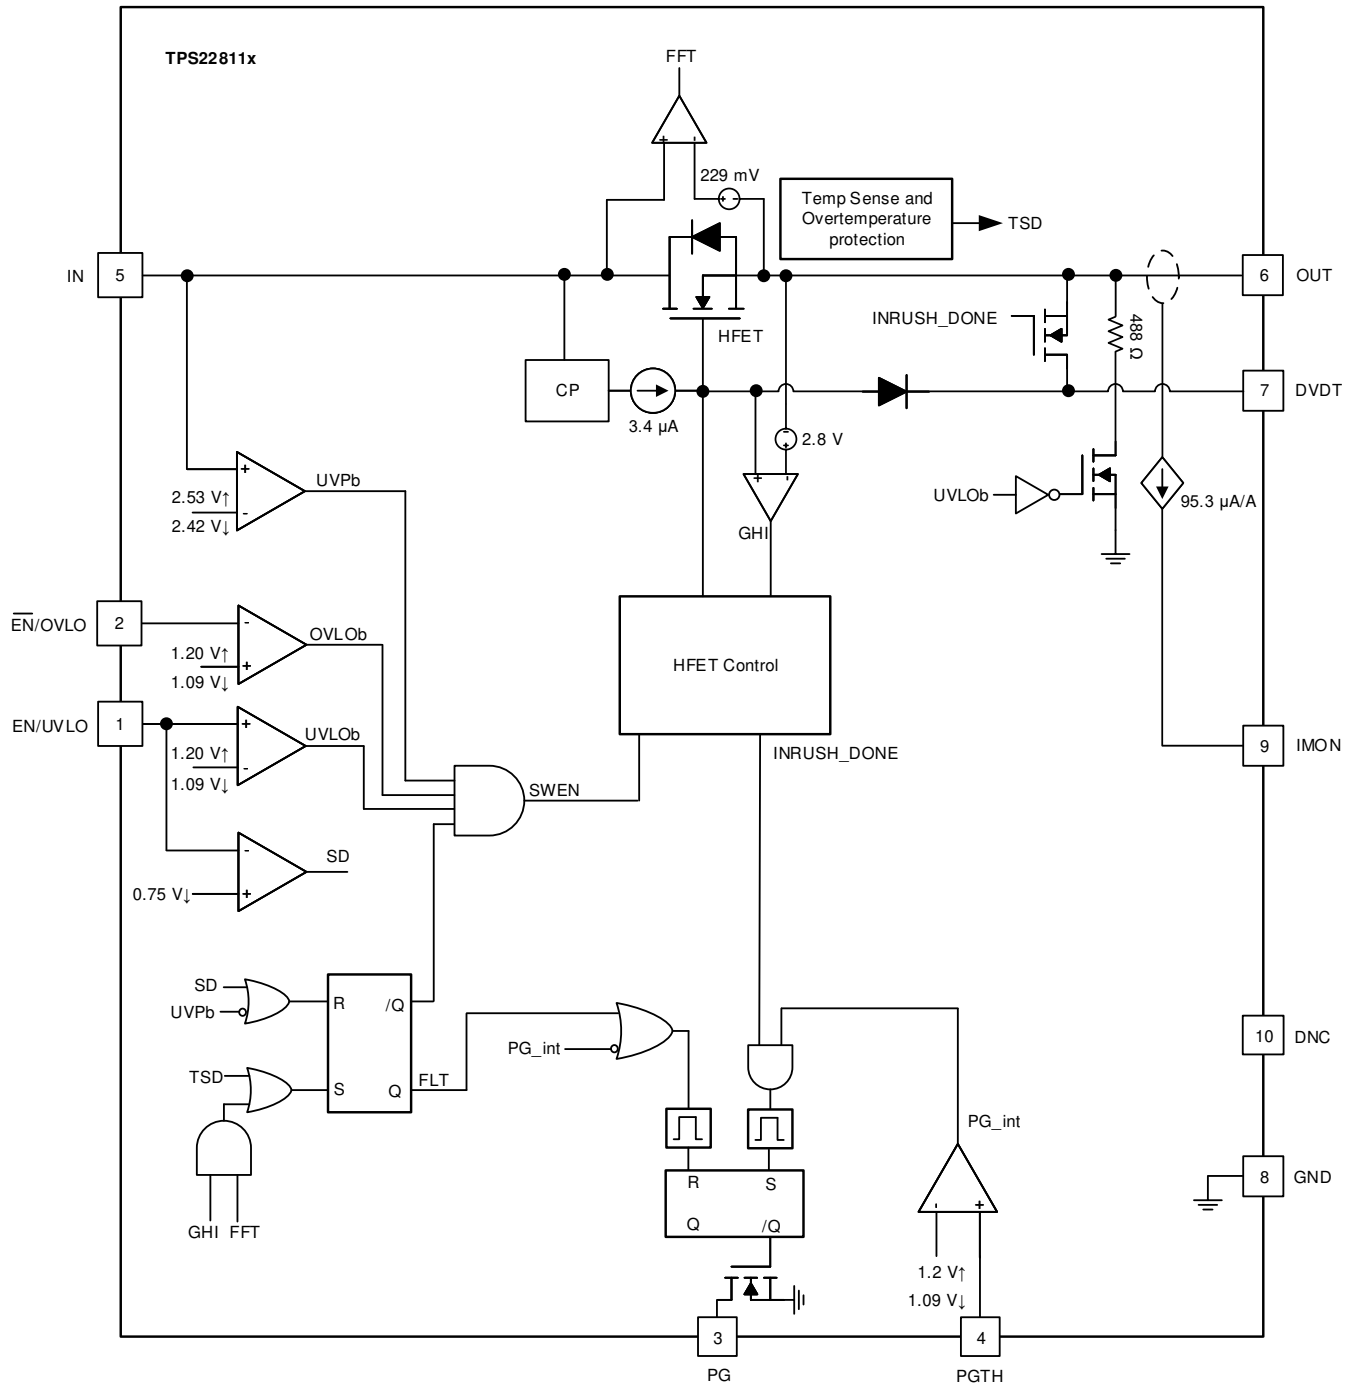 TPS22811x
FFT
+ -
229 mV
+ -
Temp Sense and
Overtemperature
protection
TSD
IN
5
6
OUT
HFET
INRUSH_DONE
488 Ω
CP
3.4 µA
7
DVDT
-
+
2.8 V
+ -
GHI
UVLOb
95.3 µA/A
+
-
2.53 V↑
2.42 V↓
UVPb
EN/OVLO
2
-
+
1.20 V↑
1.09 V↓
OVLOb
HFET Control
EN/UVLO
1
+
-
1.20 V↑
1.09 V↓
UVLOb
INRUSH_DONE
9
IMON
SWEN
-
+
0.75 V↓
SD
SD
UVPb
R
/Q
TSD
S
Q
FLT
GHI
FFT
PG_int
10
DNC
PG_int
8
GND
R
S
Q
/Q
- +
1.2 V↑
1.09 V↓
3
PG
4
PGTH